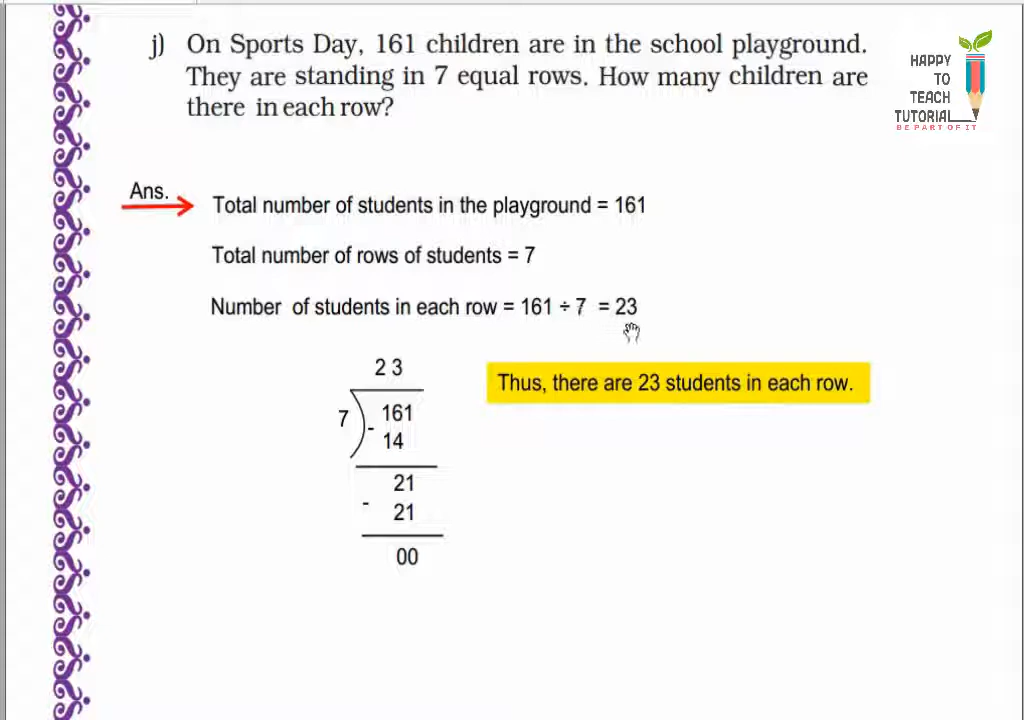 j) On Sports Day, 161 children are in the school playground.
They are standing in 7 equal rows. How many children are
there in each row?
HAPPY
TO
TEACH
TUTORIAL
BE PART OF IT
Ans.
Total number of students in the playground = 161
Total number of rows of students = 7
Number of students in each row = 161 ÷ 7 = 23
2 3
7 161
- 14
21
- 21
00
Thus, there are 23 students in each row.